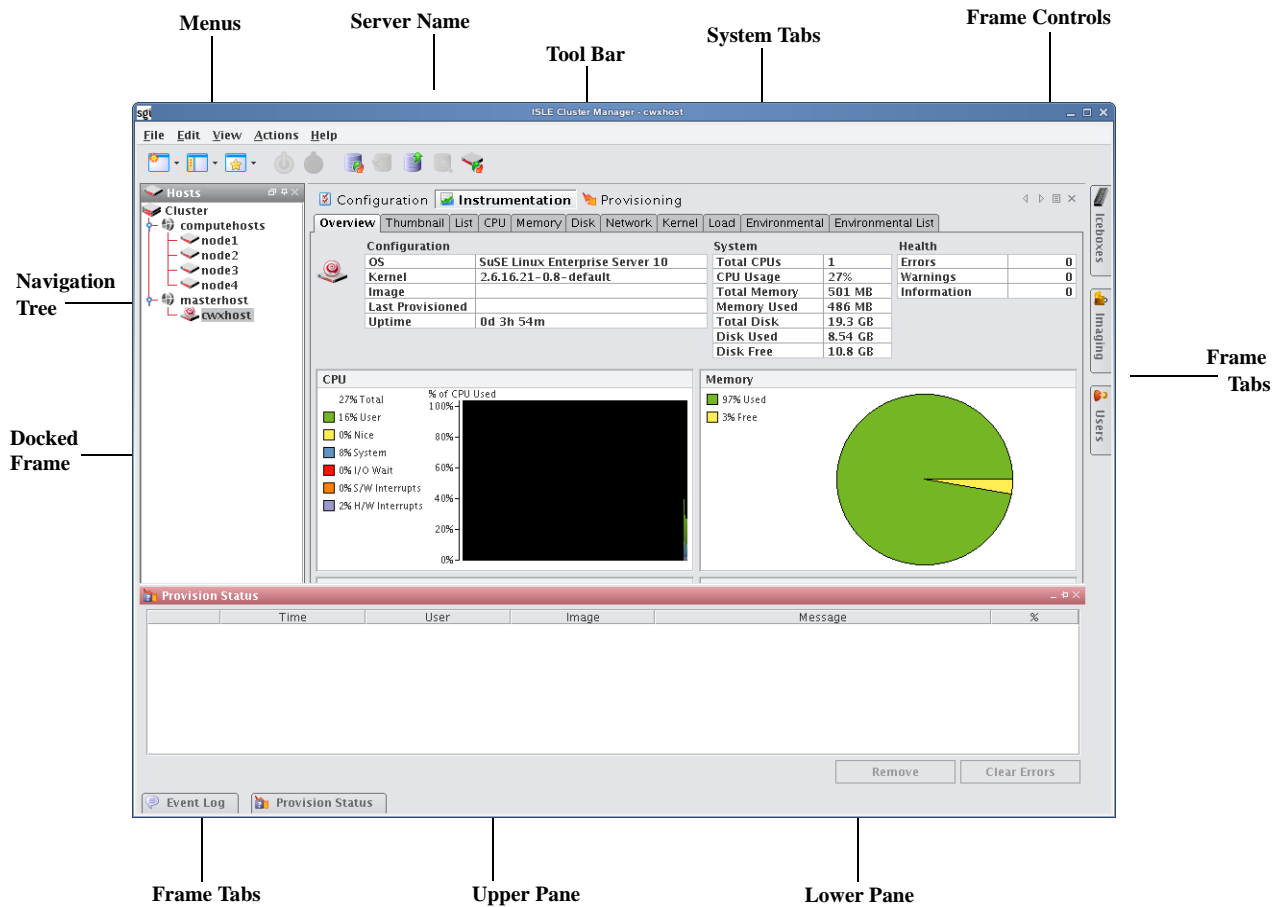 Menus
Server Name
Tool Bar
System Tabs
Frame Controls
sgi
ISLE Cluster Manager - cwxhost
File Edit View Actions Help
Hosts
Cluster
computehosts
node1
node2
node3
node4
masterhost
cwxhost
Navigation
Tree
Docked
Frame
Configuration Instrumentation Provisioning
Overview Thumbnail List CPU Memory Disk Network Kernel Load Environmental Environmental List
Configuration
OS SuSE Linux Enterprise Server 10
Kernel 2.6.16.21-0.8-default
Image
Last Provisioned
Uptime 0d 3h 54m
System
Total CPUs 1
CPU Usage 27%
Total Memory 501 MB
Memory Used 486 MB
Total Disk 19.3 GB
Disk Used 8.54 GB
Disk Free 10.8 GB
Health
Errors 0
Warnings 0
Information 0
CPU
27% Total
16% User
0% Nice
8% System
0% I/O Wait
0% S/W Interrupts
2% H/W Interrupts
% of CPU Used
100%
80%
60%
40%
20%
0%
Memory
97% Used
3% Free
Iceboxes
Imaging
Users
Frame
Tabs
Provision Status
Time User Image Message %
Remove Clear Errors
Event Log Provision Status
Frame Tabs
Upper Pane
Lower Pane